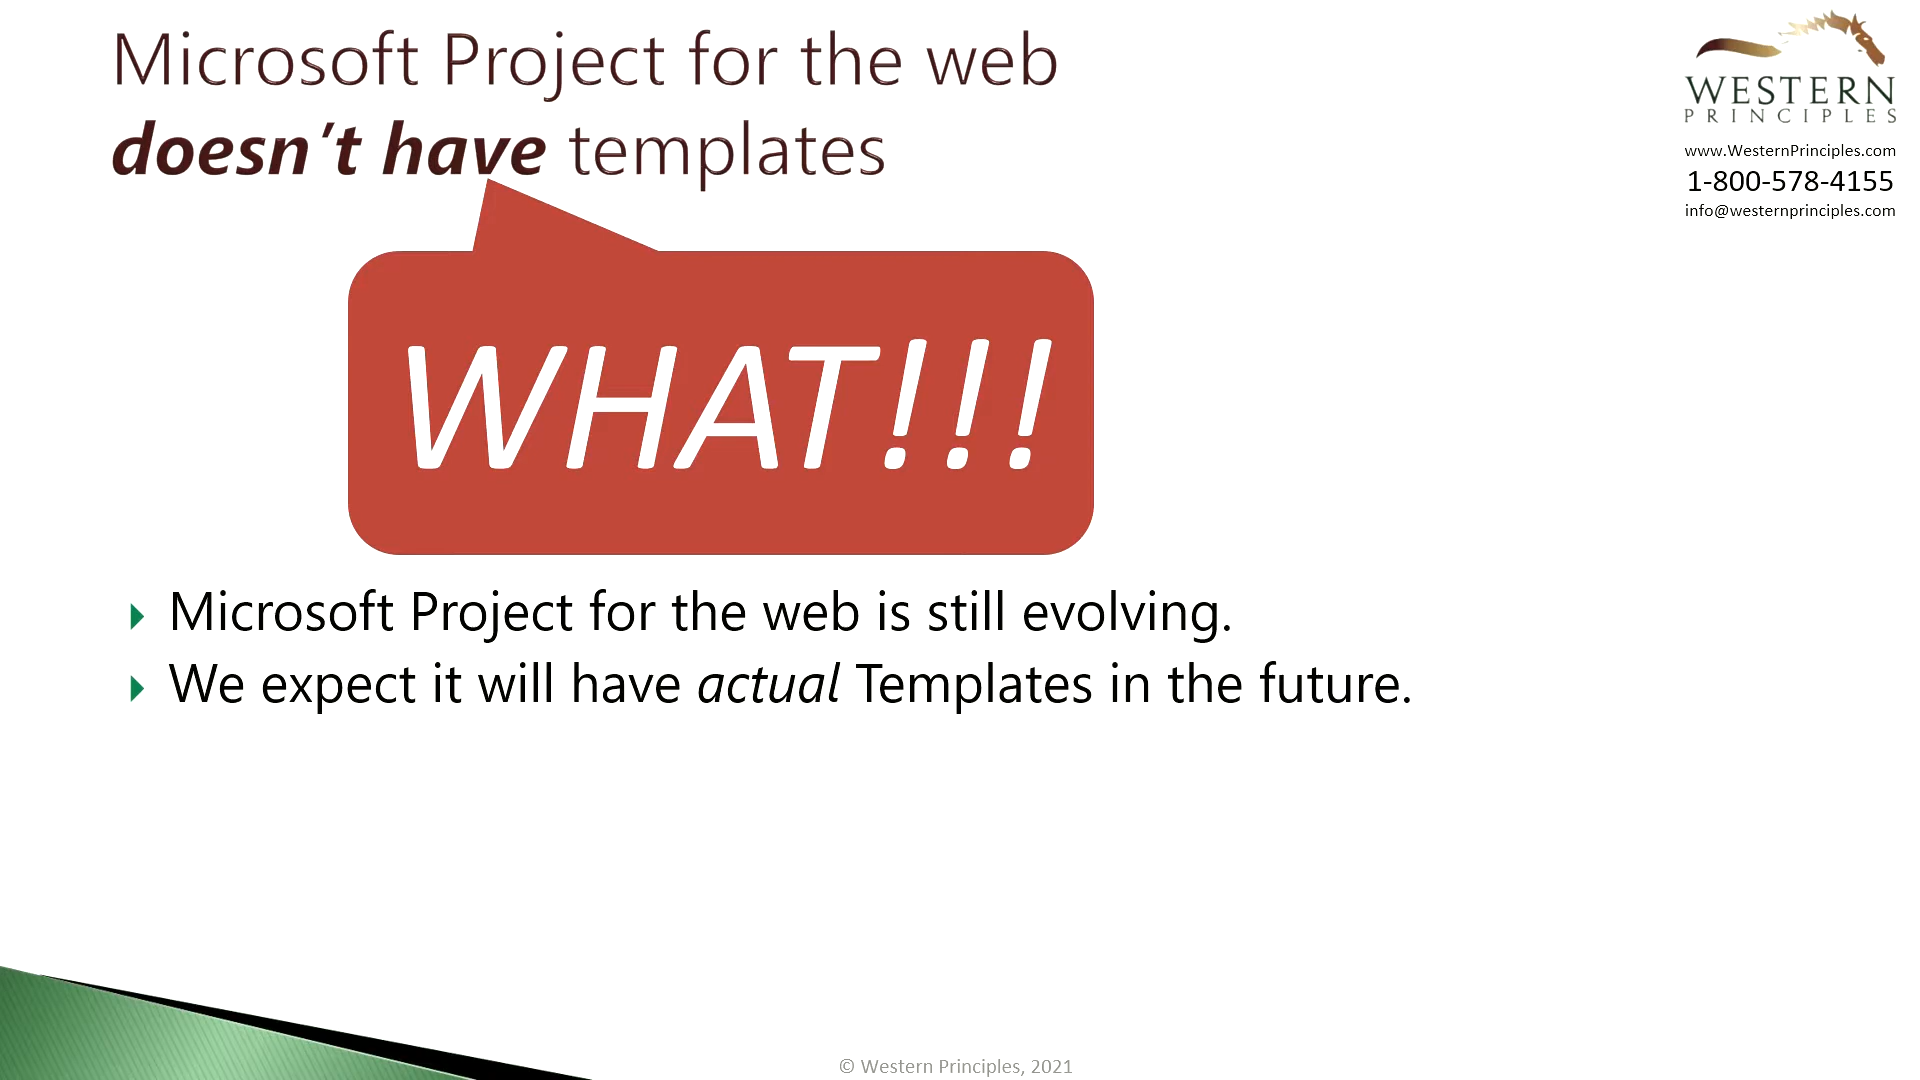 Microsoft Project for the web
doesn't have templates
WESTERN
PRINCIPLES
www.WesternPrinciples.com
1-800-578-4155
info@westernprinciples.com
WHAT!!!
Microsoft Project for the web is still evolving.
We expect it will have actual Templates in the future.
© Western Principles, 2021